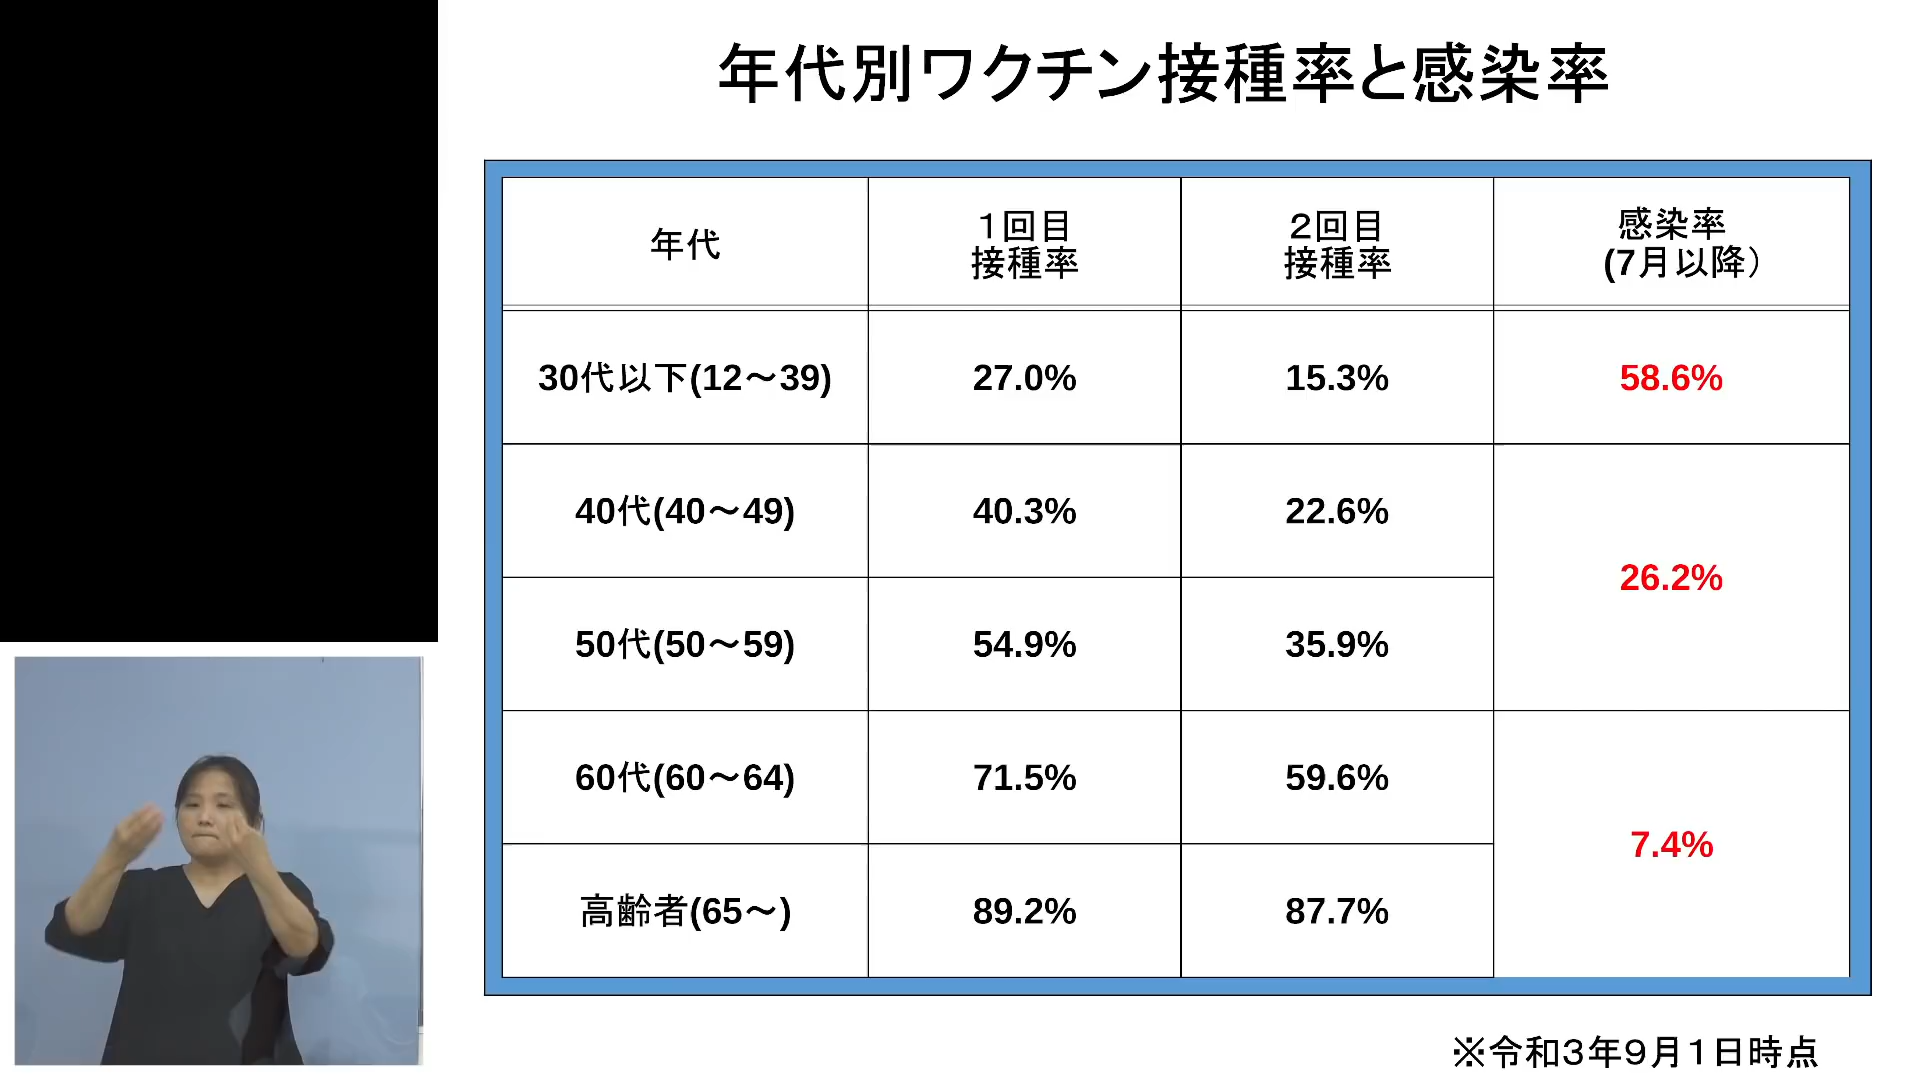 年代別ワクチン接種率と感染率
年代
１回目
接種率
２回目
接種率
感染率
(7月以降）
30代以下(12～39)
27.0%
15.3%
58.6%
40代(40～49)
40.3%
22.6%
26.2%
50代(50～59)
54.9%
35.9%
60代(60～64)
71.5%
59.6%
7.4%
高齢者(65～)
89.2%
87.7%
※令和３年９月１日時点